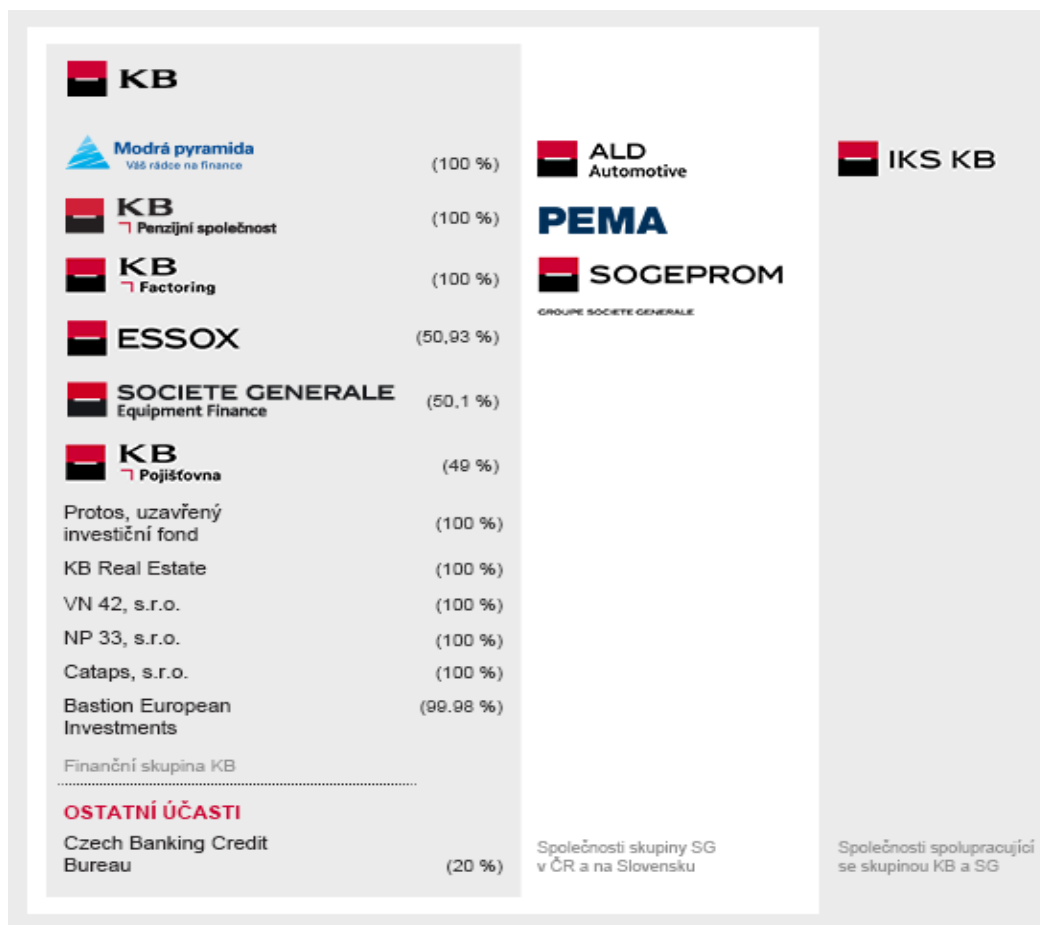 KB
Modrá pyramida
Váš rádce na finance
(100 %)
KB
Penzijní společnost
(100 %)
KB
Factoring
(100 %)
ESSOX
(50,93 %)
SOCIETE GENERALE
Equipment Finance
(50,1 %)
KB
Pojišťovna
(49 %)
Protos, uzavřený
investiční fond
(100 %)
KB Real Estate
(100 %)
VN 42, s.r.o.
(100 %)
NP 33, s.r.o.
(100 %)
Cataps, s.r.o.
(100 %)
Bastion European
Investments
(99.98 %)
Finanční skupina KB
OSTATNÍ ÚČASTI
Czech Banking Credit
Bureau
(20 %)
ALD
Automotive
PEMA
SOGEPROM
GROUPE SOCIETE GENERALE
Společnosti skupiny SG
v ČR a na Slovensku
IKS KB
Společnosti spolupracující
se skupinou KB a SG